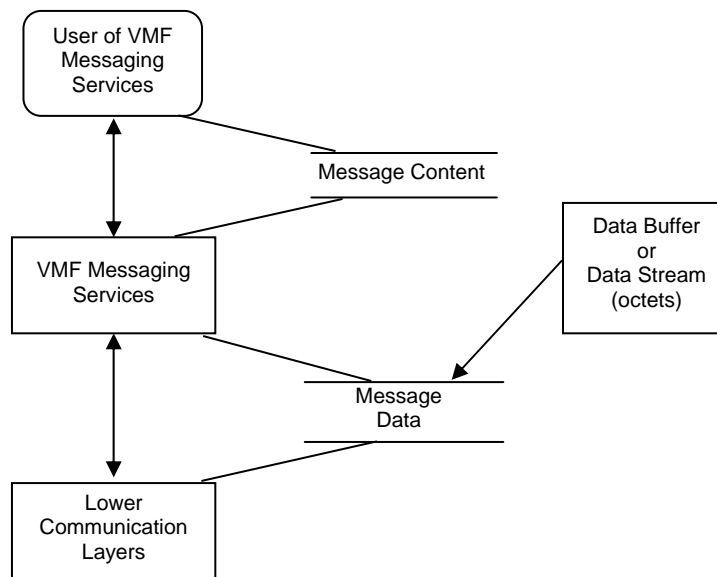 User of VMF
Messaging
Services
Message Content
Data Buffer
or
Data Stream
(octets)
VMF Messaging
Services
Message
Data
Lower
Communication
Layers